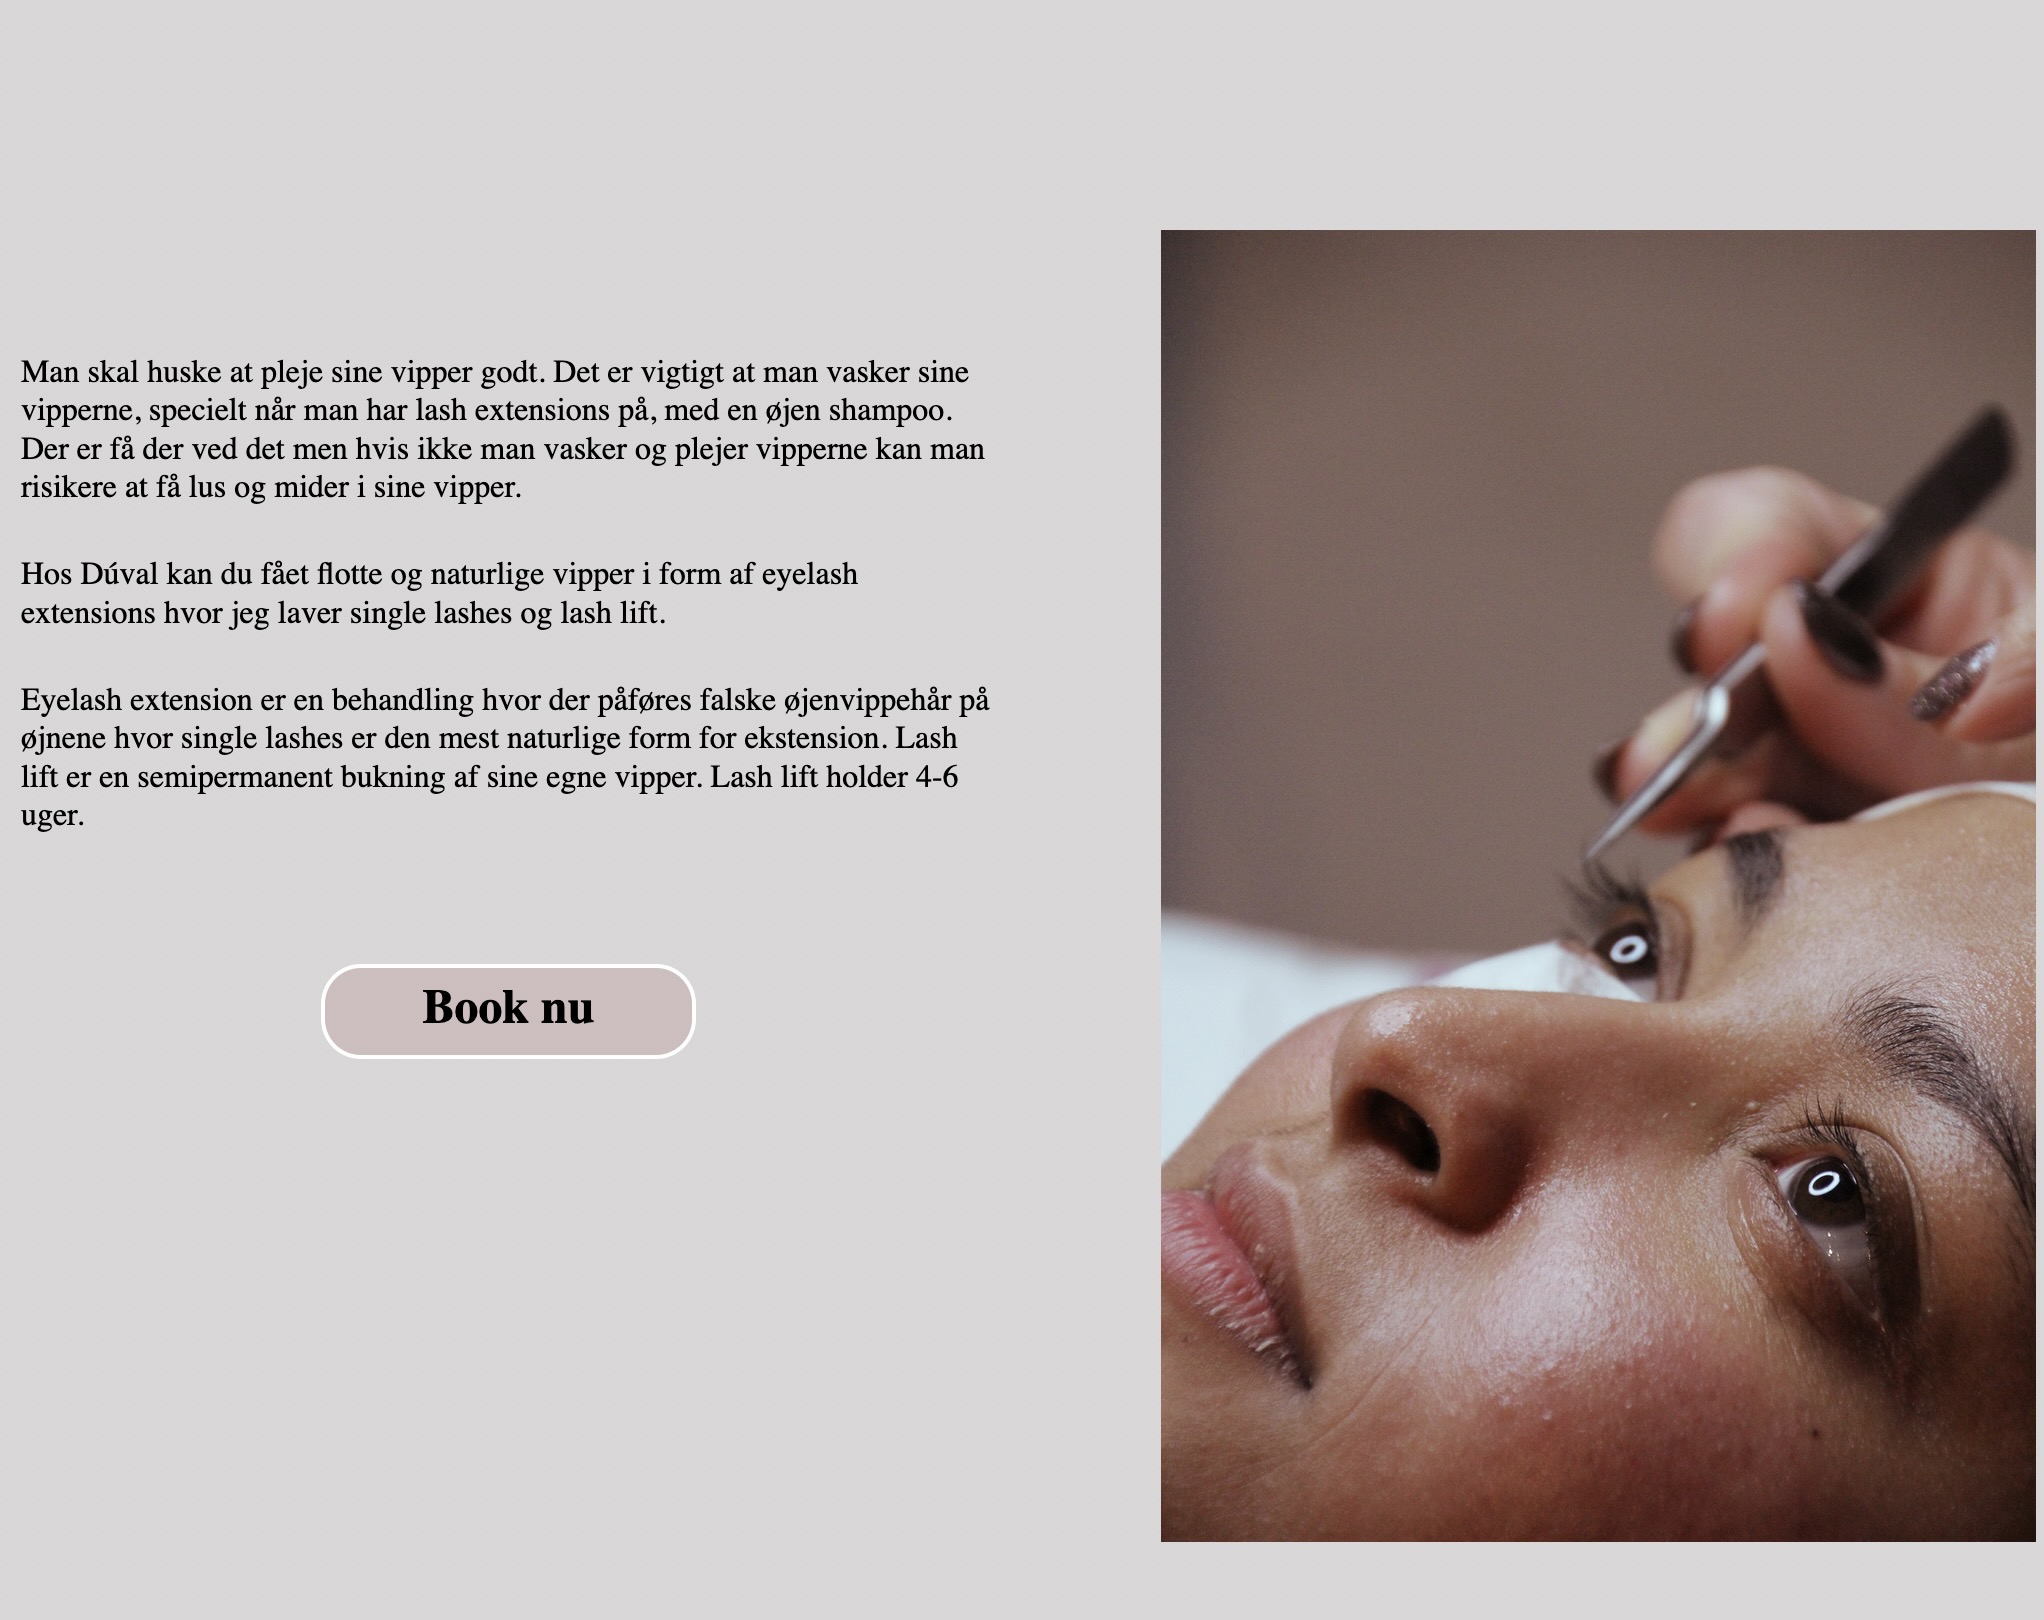 Man skal huske at pleje sine vipper godt. Det er vigtigt at man vasker sine
vipperne, specielt når man har lash extensions på, med en øjen shampoo.
Der er få der ved det men hvis ikke man vasker og plejer vipperne kan man
risikere at få lus og mider i sine vipper.
Hos Dúval kan du fået flotte og naturlige vipper i form af eyelash
extensions hvor jeg laver single lashes og lash lift.
Eyelash extension er en behandling hvor der påføres falske øjenvippehår på
øjnene hvor single lashes er den mest naturlige form for ekstension. Lash
lift er en semipermanent bukning af sine egne vipper. Lash lift holder 4-6
uger.
Book nu